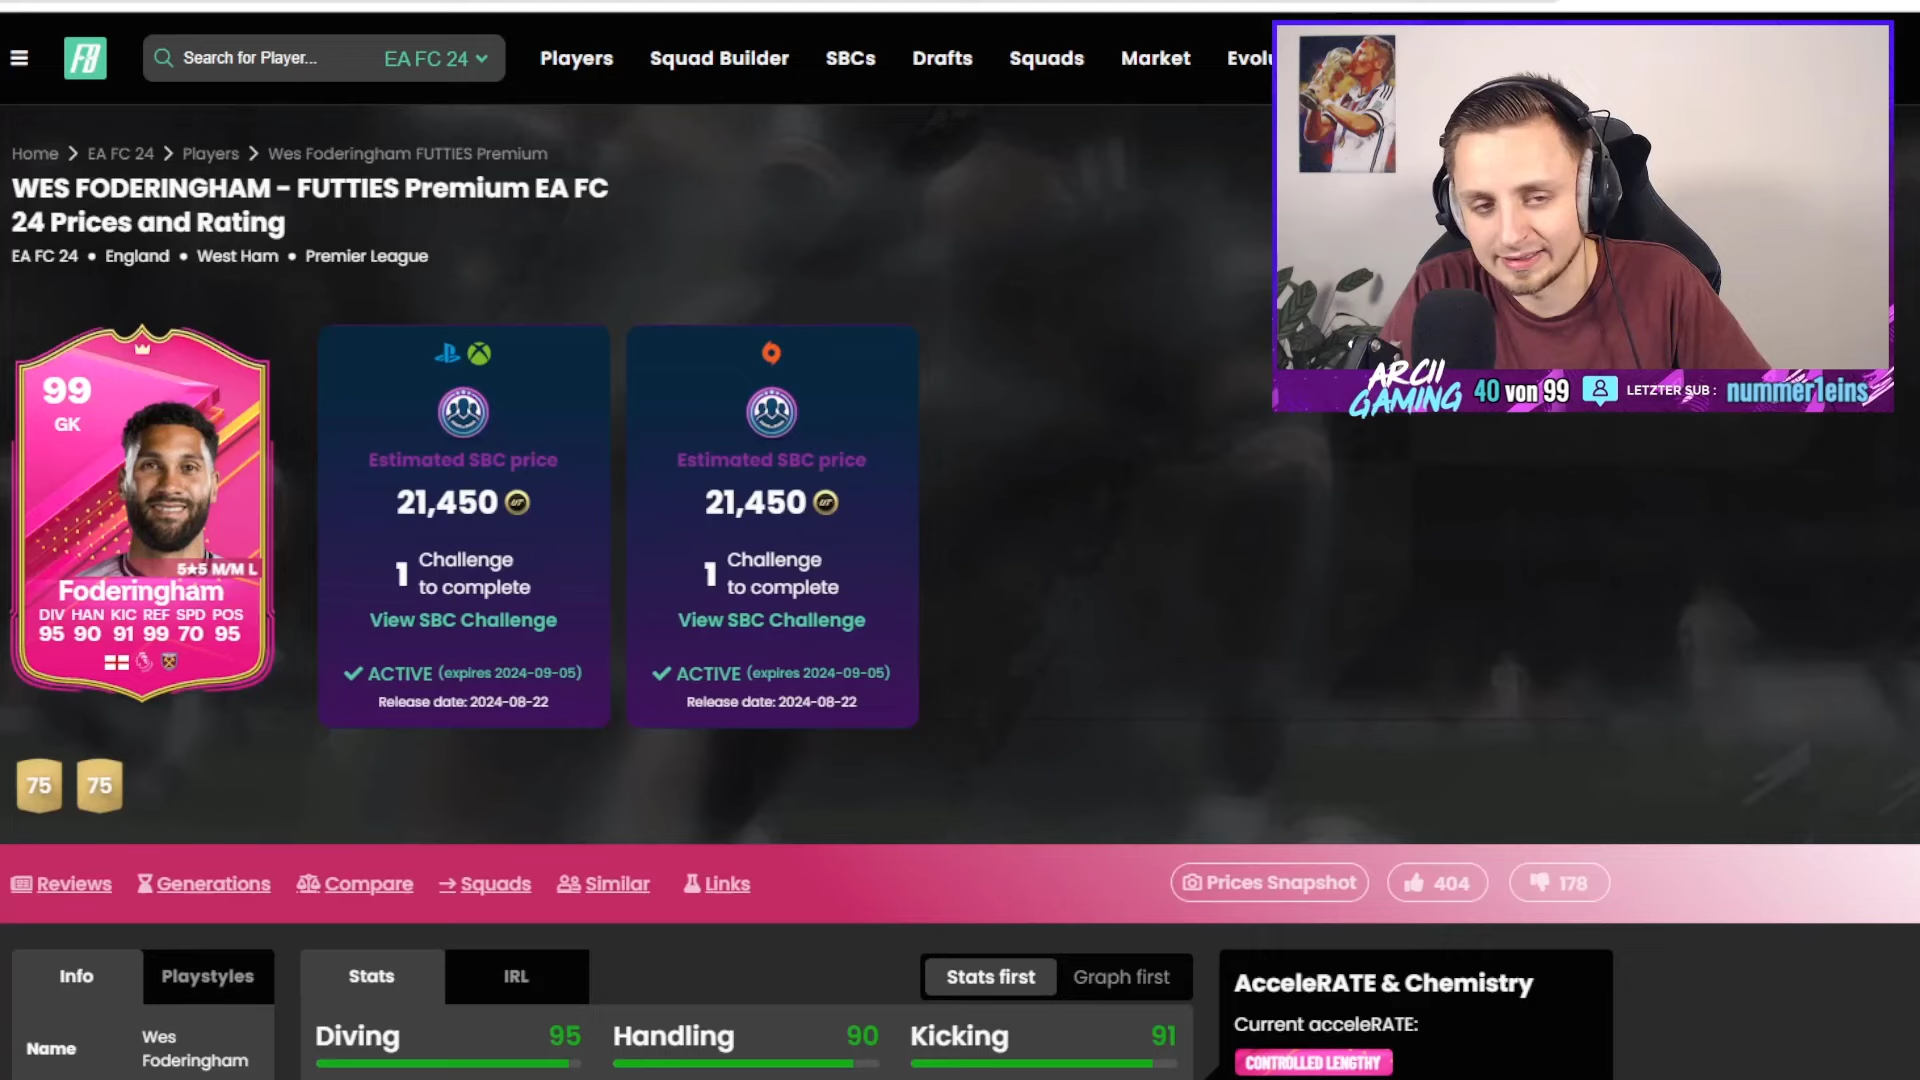 Search for Player...
EA FC 24
Players
Squad Builder
SBCs
Drafts
Squads
Market
Home > EA FC 24 > Players > Wes Foderingham FUTTIES Premium
WES FODERINGHAM - FUTTIES Premium EA FC
24 Prices and Rating
EA FC 24 • England • West Ham • Premier League
99
GK
5★5 M/M L
Foderingham
DIV HAN KIC REF SPD POS
95 90 91 99 70 95
Estimated SBC price
21,450
1 Challenge
to complete
View SBC Challenge
ACTIVE (expires 2024-09-05)
Release date: 2024-08-22
Estimated SBC price
21,450
1 Challenge
to complete
View SBC Challenge
ACTIVE (expires 2024-09-05)
Release date: 2024-08-22
ARCII
GAMING
40 von 99
LETZTER SUB :
nummer1eins
75 75
Reviews
Generations
Compare
Squads
Similar
Links
Prices Snapshot
404
178
Info
Playstyles
Name
Wes
Foderingham
Stats
IRL
Stats first
Graph first
Diving 95
Handling 90
Kicking 91
AcceleRATE & Chemistry
Current acceleRATE:
CONTROLLED LENGTHY